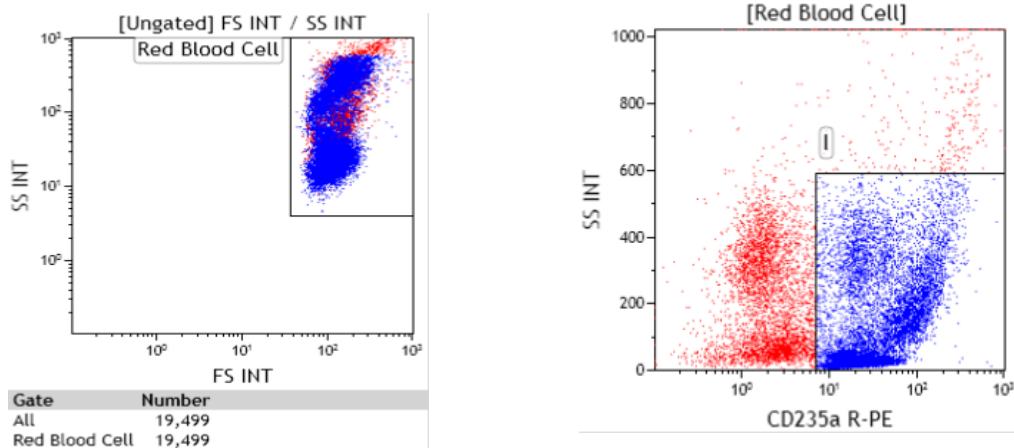 [Ungated] FS INT / SS INT
10³
Red Blood Cell
10²
10¹
10⁰
SS INT
10⁰ 10¹ 10² 10³
FS INT
Gate Number
All 19,499
Red Blood Cell 19,499
[Red Blood Cell]
1000
800
I
600
400
200
0
SS INT
10⁰ 10¹ 10² 10³
CD235a R-PE